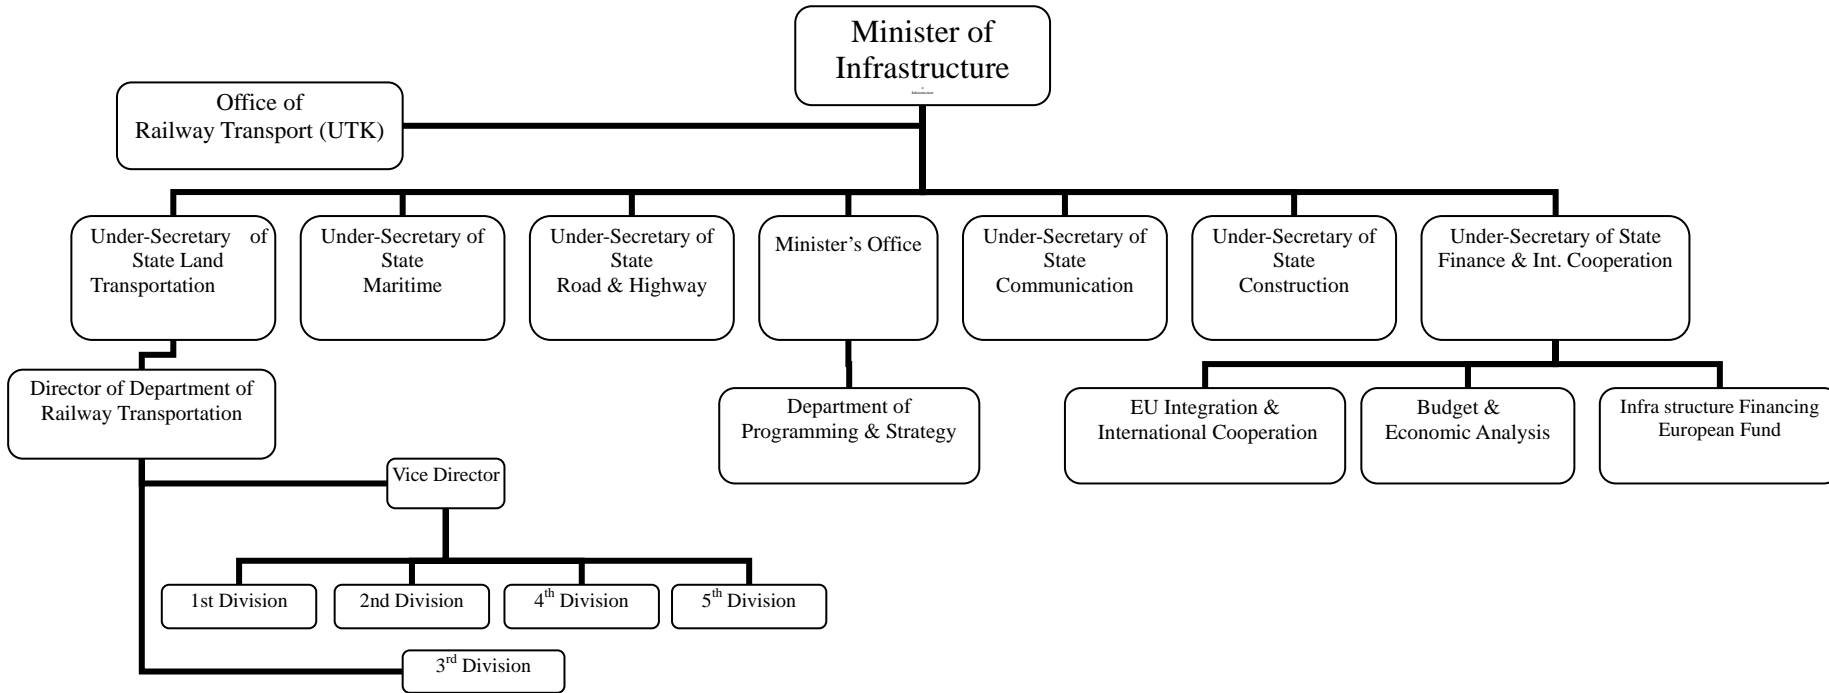 Minister of
Infrastructure
Office of
Railway Transport (UTK)
Under-Secretary of
State Land
Transportation
Under-Secretary of
State
Maritime
Under-Secretary of
State
Road & Highway
Minister’s Office
Under-Secretary of
State
Communication
Under-Secretary of
State
Construction
Under-Secretary of State
Finance & Int. Cooperation
Director of Department of
Railway Transportation
Department of
Programming & Strategy
EU Integration &
International Cooperation
Budget &
Economic Analysis
Infra structure Financing
European Fund
Vice Director
1st Division
2nd Division
4th Division
5th Division
3rd Division